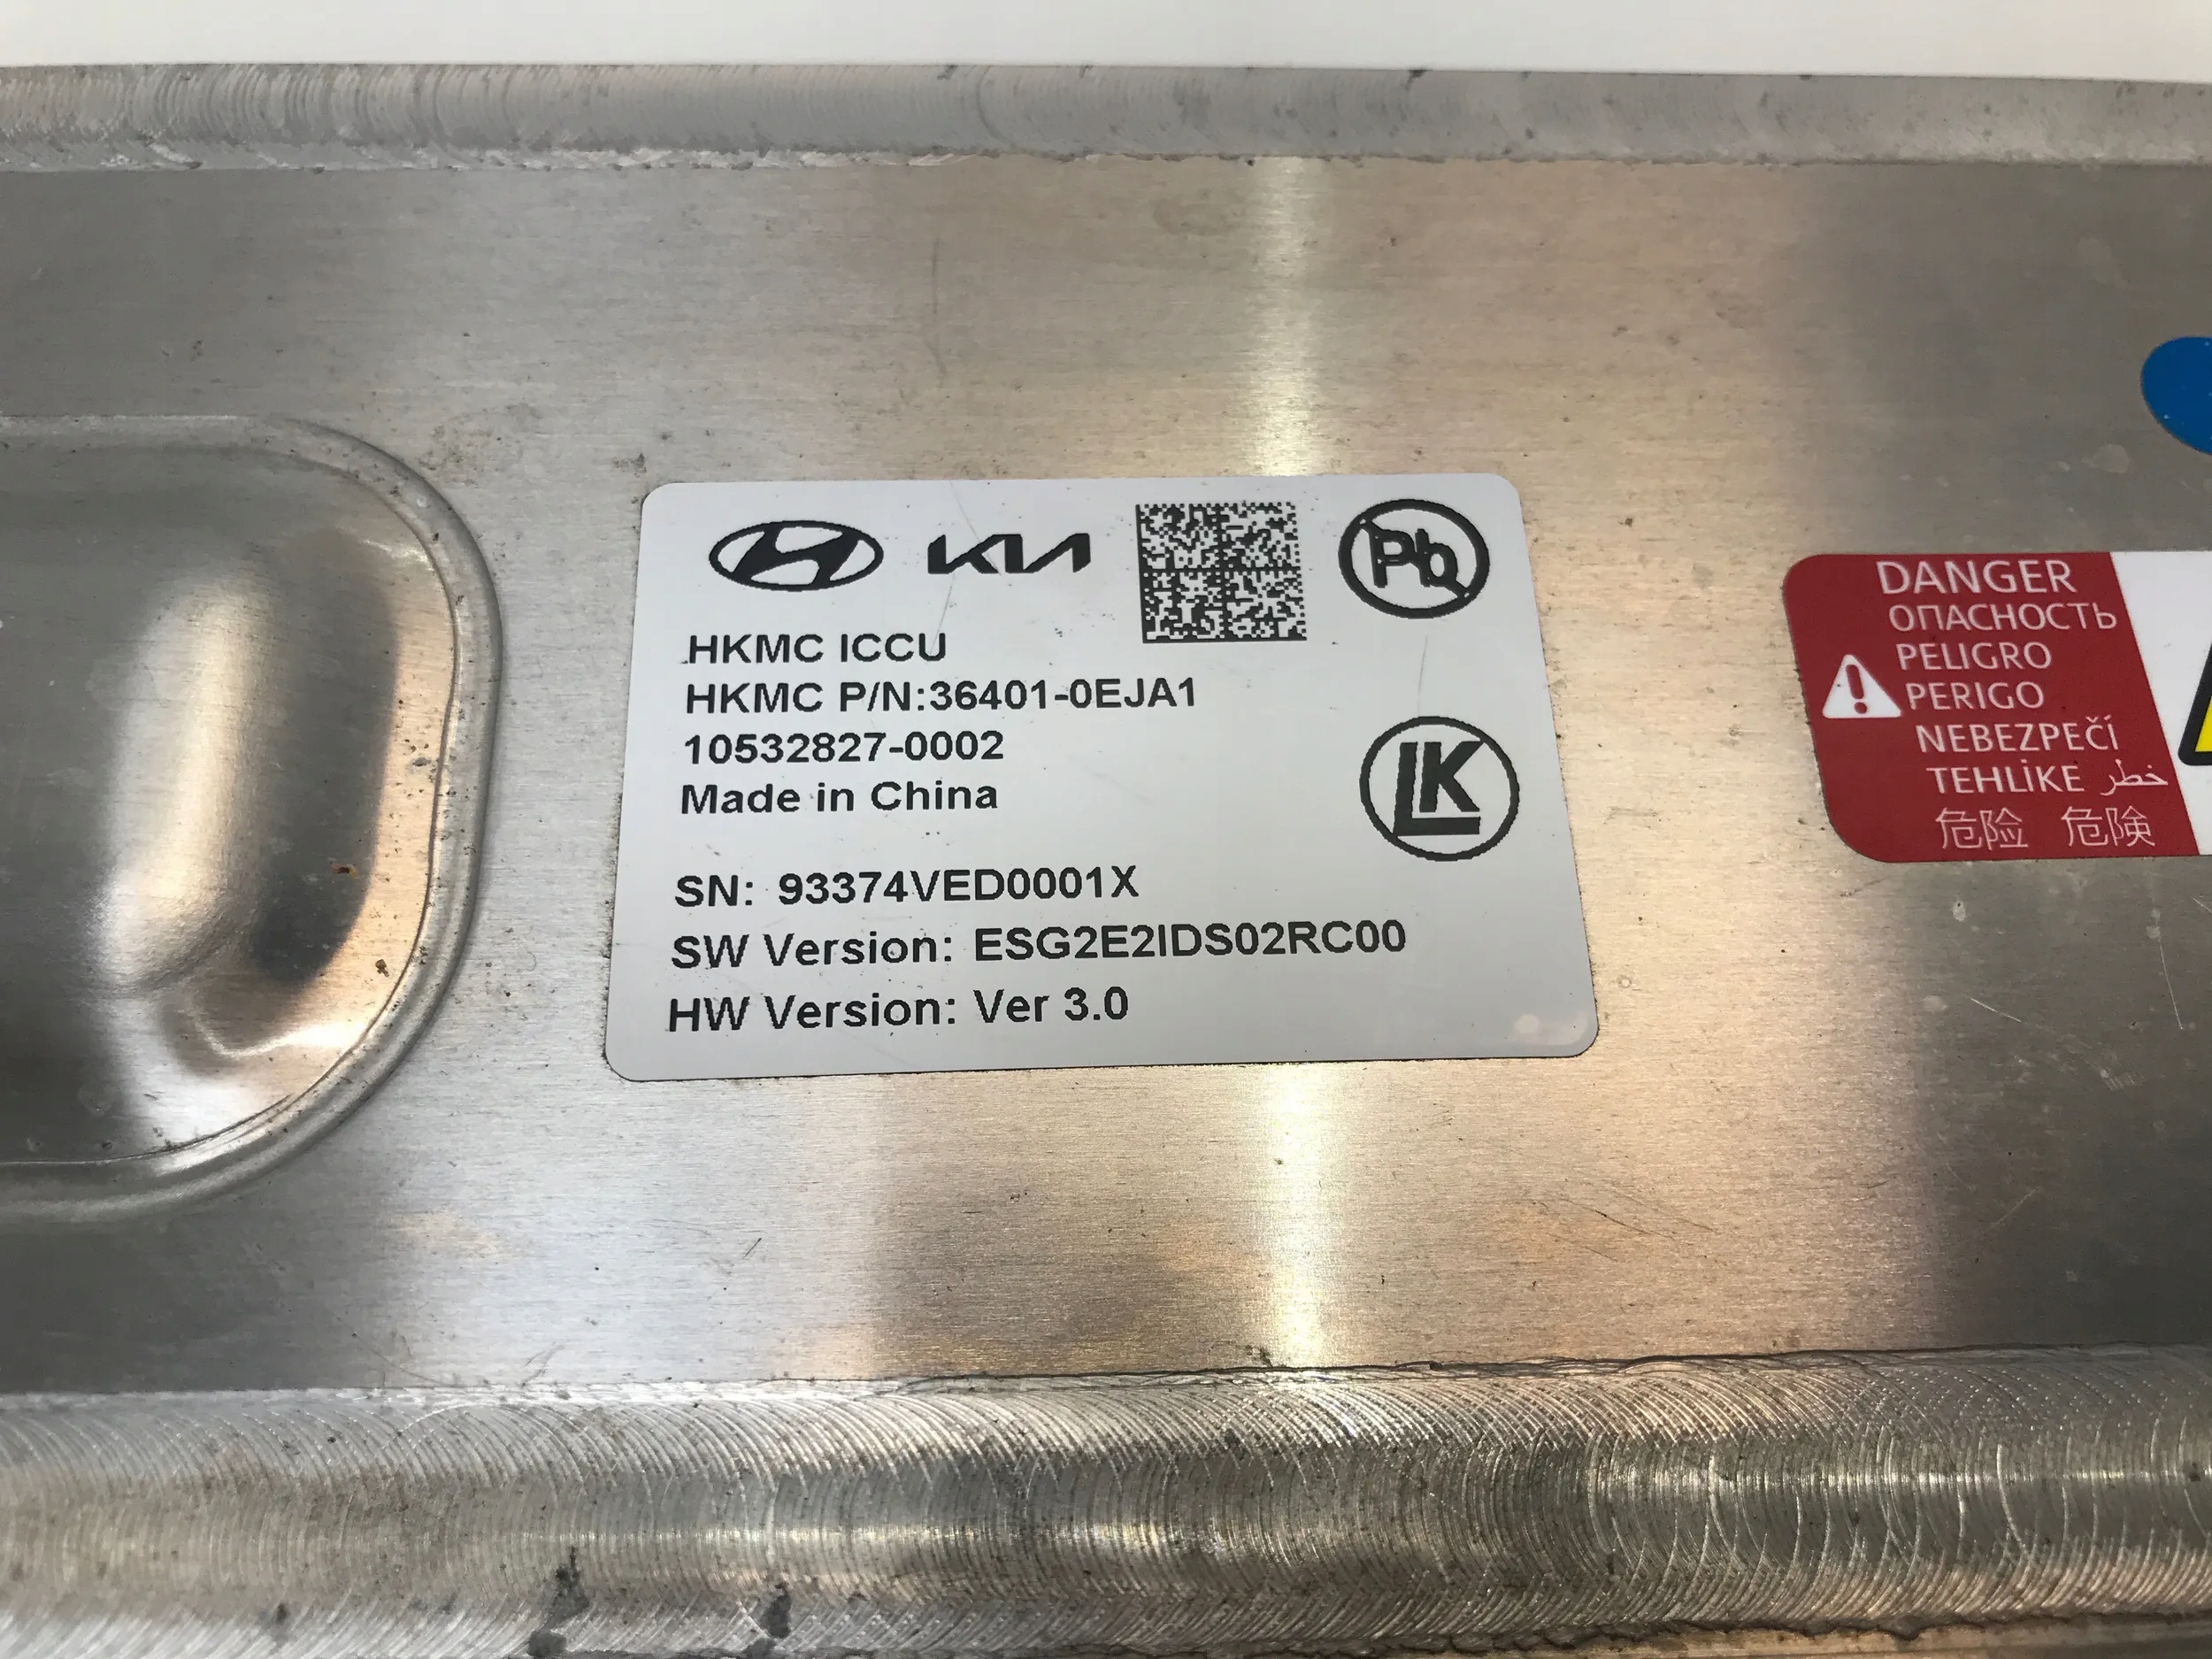 KIA
Pb
HKMC ICCU
HKMC P/N:36401-0EJA1
10532827-0002
Made in China
LK
SN: 93374VED0001X
SW Version: ESG2E2IDS02RC00
HW Version: Ver 3.0
DANGER
ОПАСНОСТЬ
PELIGRO
PERIGO
NEBEZPEČÍ
TEHLİKE خطر
危险 危険